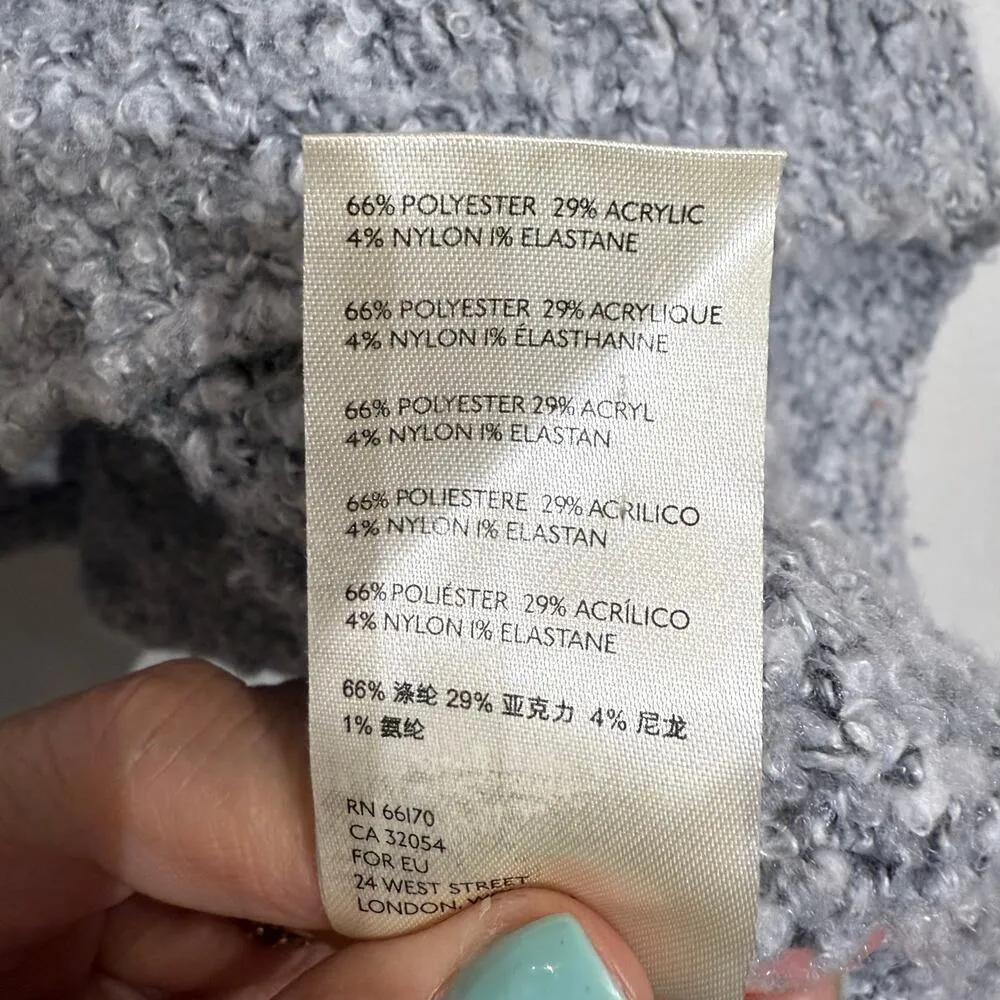 66% POLYESTER 29% ACRYLIC
4% NYLON 1% ELASTANE
66% POLYESTER 29% ACRYLIQUE
4% NYLON 1% ÉLASTHANNE
66% POLYESTER 29% ACRYL
4% NYLON 1% ELASTAN
66% POLIESTERE 29% ACRILICO
4% NYLON 1% ELASTAN
66% POLIÉSTER 29% ACRÍLICO
4% NYLON 1% ELASTANE
66% 涤纶 29% 亚克力 4% 尼龙
1% 氨纶
RN 66170
CA 32054
FOR EU
24 WEST STREET
LONDON,